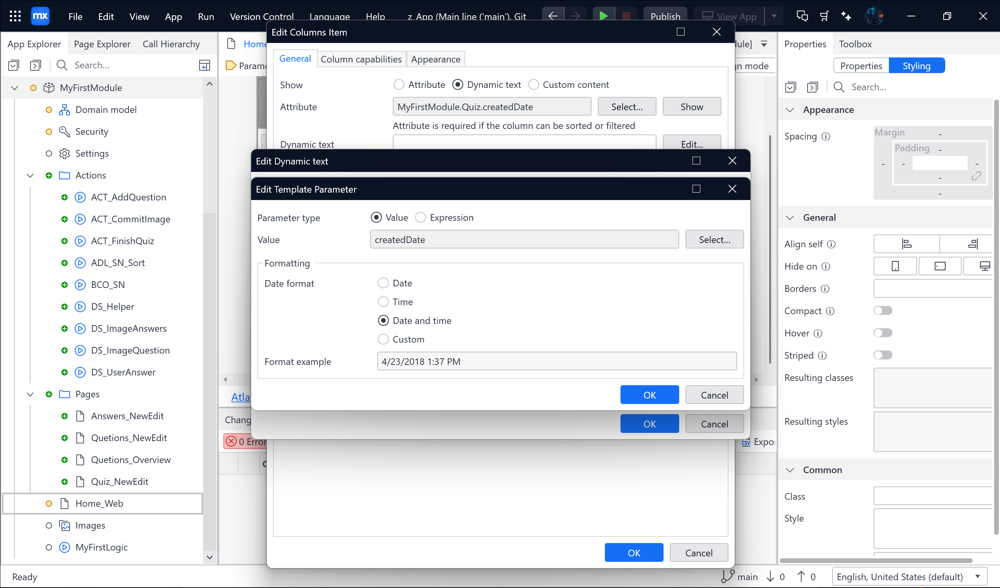 mx File Edit View App Run Version Control Language Help z_App (Main line ('main'), Git Publish View App
App Explorer Page Explorer Call Hierarchy
Search...
MyFirstModule
Domain model
Security
Settings
Actions
ACT_AddQuestion
ACT_CommitImage
ACT_FinishQuiz
ADL_SN_Sort
BCO_SN
DS_Helper
DS_ImageAnswers
DS_ImageQuestion
DS_UserAnswer
Pages
Answers_NewEdit
Quetions_NewEdit
Quetions_Overview
Quiz_NewEdit
Home_Web
Images
MyFirstLogic
Home
Parame
Atlas
Chang
0 Error
Edit Columns Item
General Column capabilities Appearance
Show Attribute Dynamic text Custom content
Attribute MyFirstModule.Quiz.createdDate Select... Show
Attribute is required if the column can be sorted or filtered
Dynamic text Edit...
Edit Dynamic text
Edit Template Parameter
Parameter type Value Expression
Value createdDate Select...
Formatting
Date format Date
Time
Date and time
Custom
Format example 4/23/2018 1:37 PM
OK Cancel
OK Cancel
OK Cancel
dule]
gn mode
CSV Expor
Properties Toolbox
Properties Styling
Search...
Appearance
Spacing Margin
Padding
General
Align self
Hide on
Borders
Compact
Hover
Striped
Resulting classes
Resulting styles
Common
Class
Style
Ready main 0 0 English, United States (default)